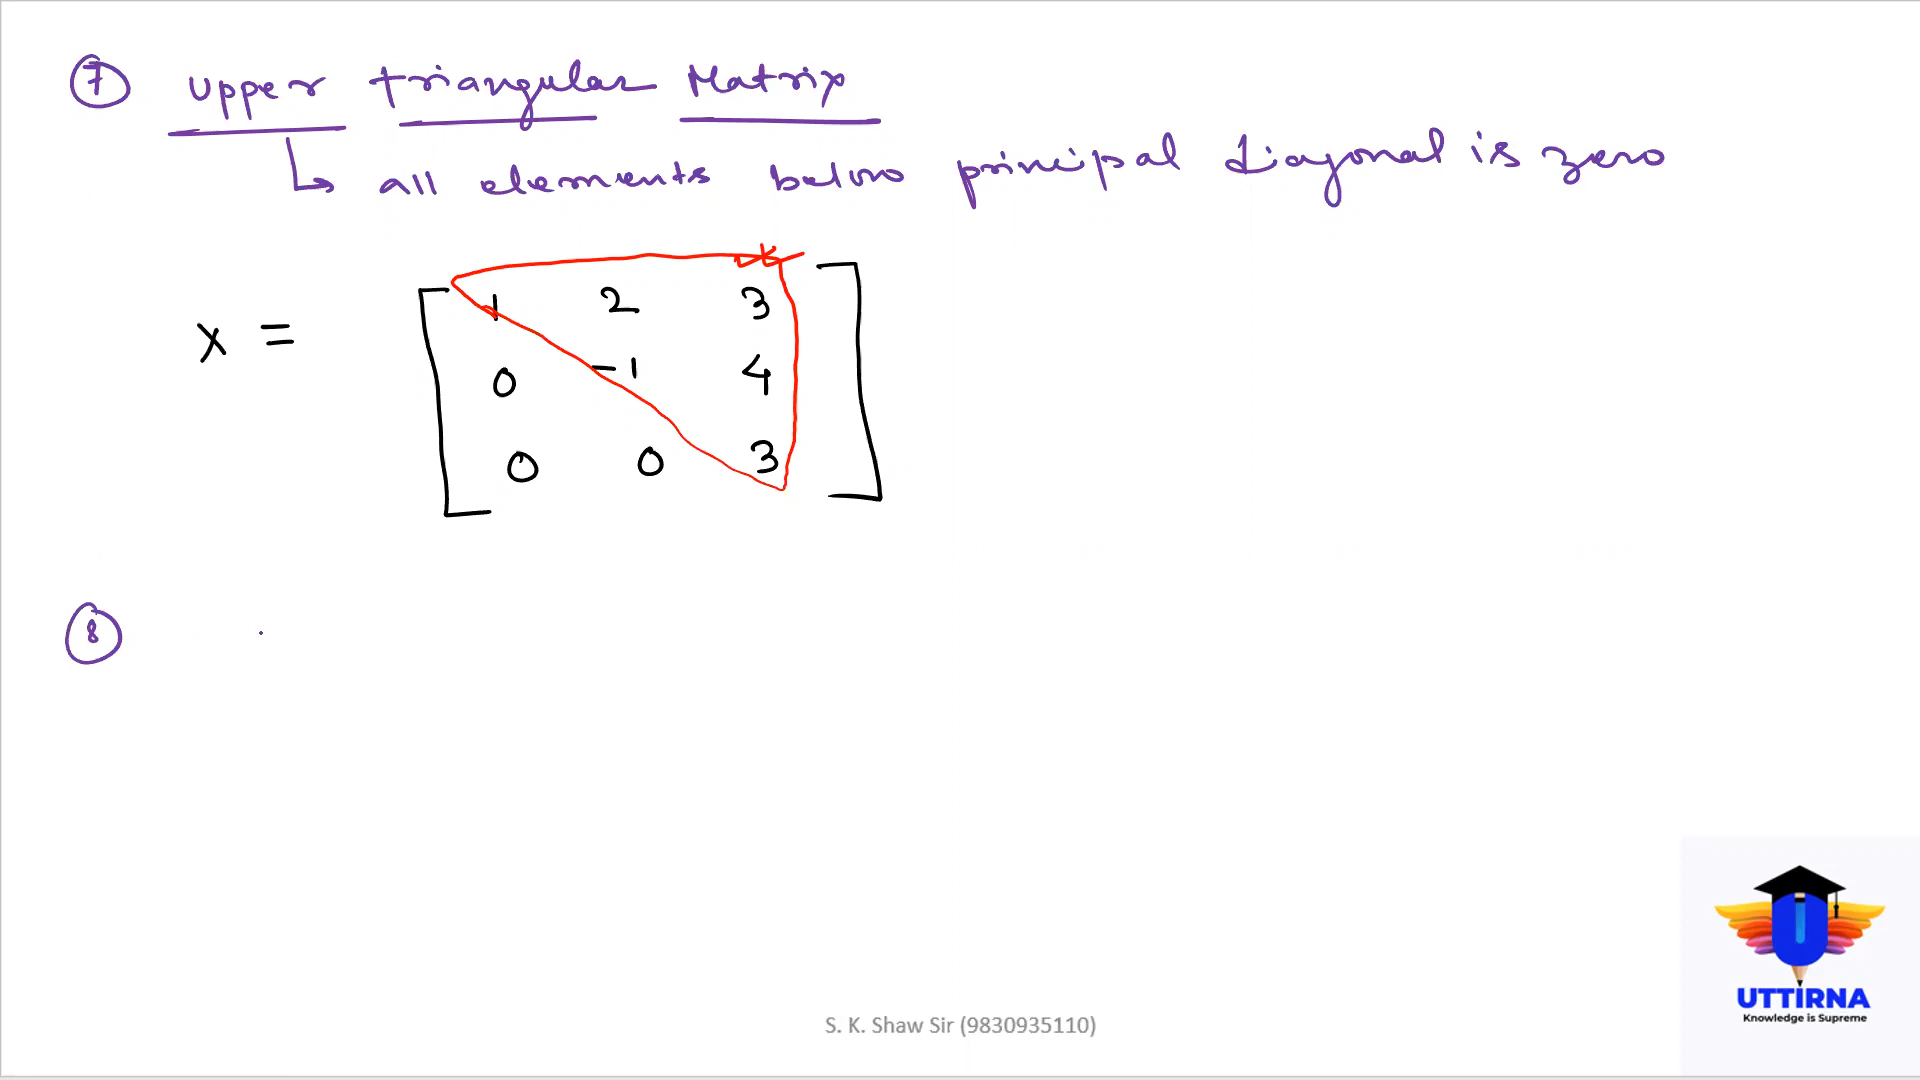 7 Upper triangular Matrix
↳ all elements below principal diagonal is zero
x =
1 2 3
0 -1 4
0 0 3
8
UTTIRNA
Knowledge is Supreme
S. K. Shaw Sir (9830935110)